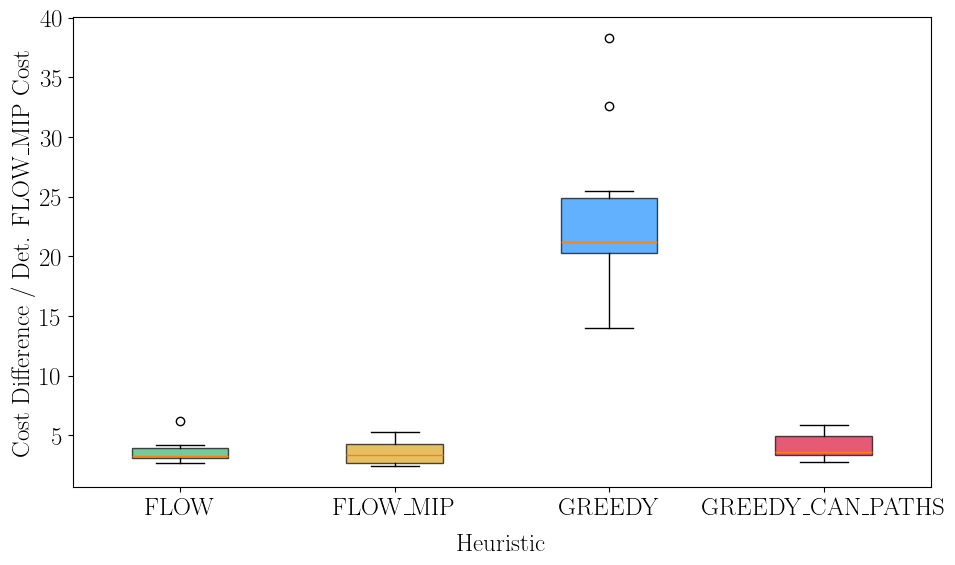 Cost Difference / Det. FLOW_MIP Cost
40
35
30
25
20
15
10
5
FLOW
FLOW_MIP
GREEDY
GREEDY_CAN_PATHS
Heuristic